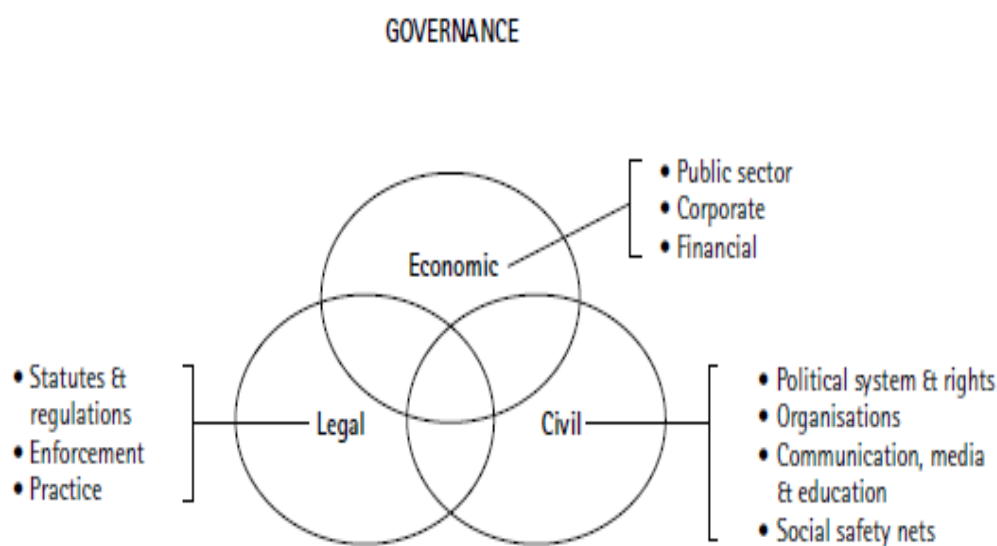 GOVERNANCE
• Public sector
• Corporate
• Financial
Economic
• Statutes &
regulations
• Enforcement
• Practice
Legal
Civil
• Political system & rights
• Organisations
• Communication, media
& education
• Social safety nets